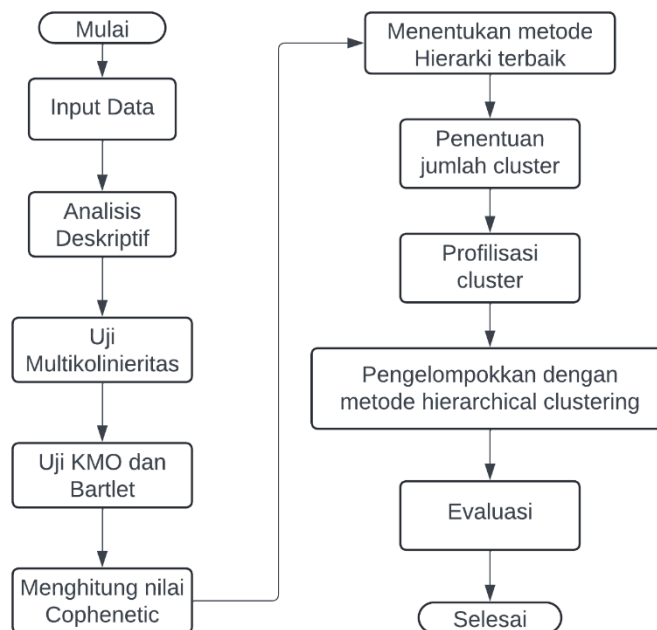 Mulai
Input Data
Analisis
Deskriptif
Uji
Multikolinieritas
Uji KMO dan
Bartlet
Menghitung nilai
Cophenetic
Menentukan metode
Hierarki terbaik
Penentuan
jumlah cluster
Profilisasi
cluster
Pengelompokkan dengan
metode hierarchical clustering
Evaluasi
Selesai